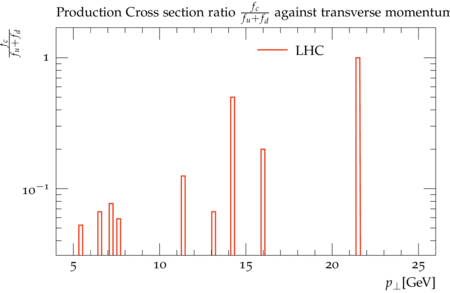 Production Cross section ratio f_c/(f_u+f_d) against transverse momentum
f_c/(f_u+f_d)
LHC
1
10^−1
5 10 15 20 25
p⊥[GeV]